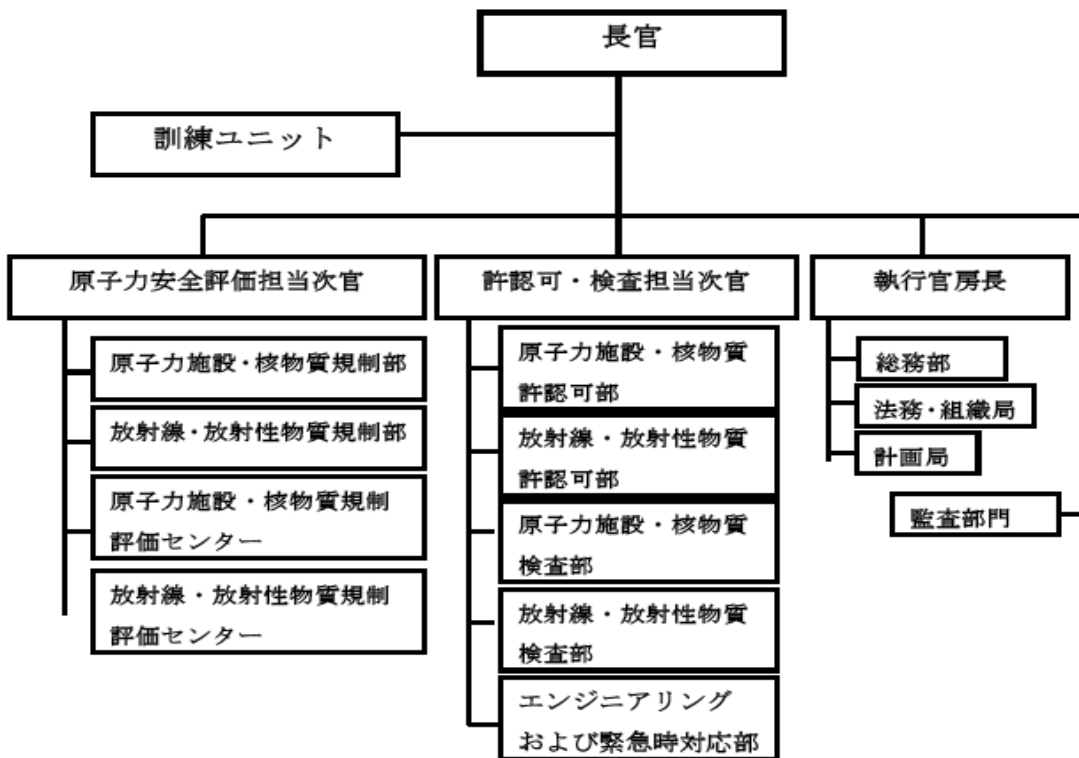 長官
訓練ユニット
原子力安全評価担当次官
許認可・検査担当次官
執行官房長
原子力施設・核物質規制部
放射線・放射性物質規制部
原子力施設・核物質規制
評価センター
放射線・放射性物質規制
評価センター
原子力施設・核物質
許認可部
放射線・放射性物質
許認可部
原子力施設・核物質
検査部
放射線・放射性物質
検査部
エンジニアリング
および緊急時対応部
総務部
法務・組織局
計画局
監査部門